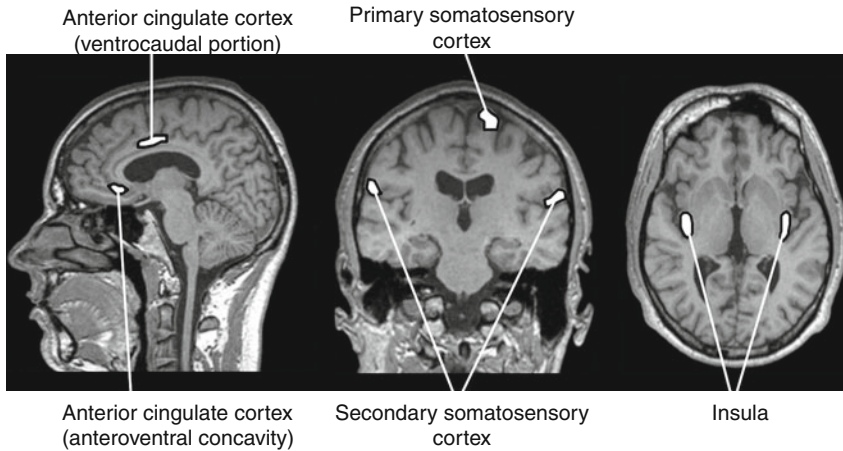 Anterior cingulate cortex
(ventrocaudal portion)
Primary somatosensory
cortex
Anterior cingulate cortex
(anteroventral concavity)
Secondary somatosensory
cortex
Insula